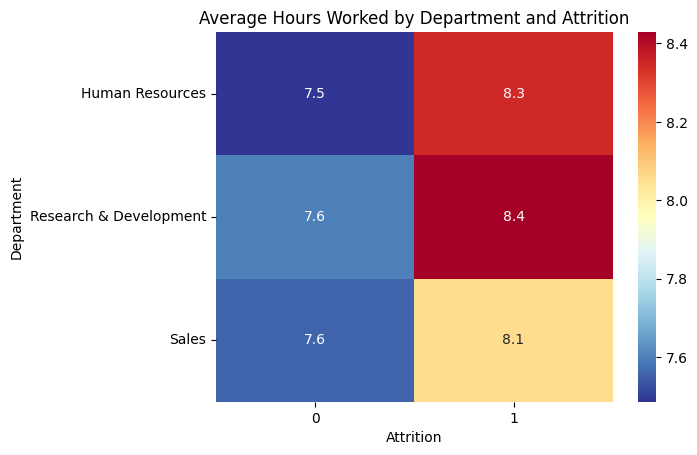 Average Hours Worked by Department and Attrition
Department
Human Resources
7.5
8.3
Research & Development
7.6
8.4
Sales
7.6
8.1
0
1
Attrition
8.4
8.2
8.0
7.8
7.6